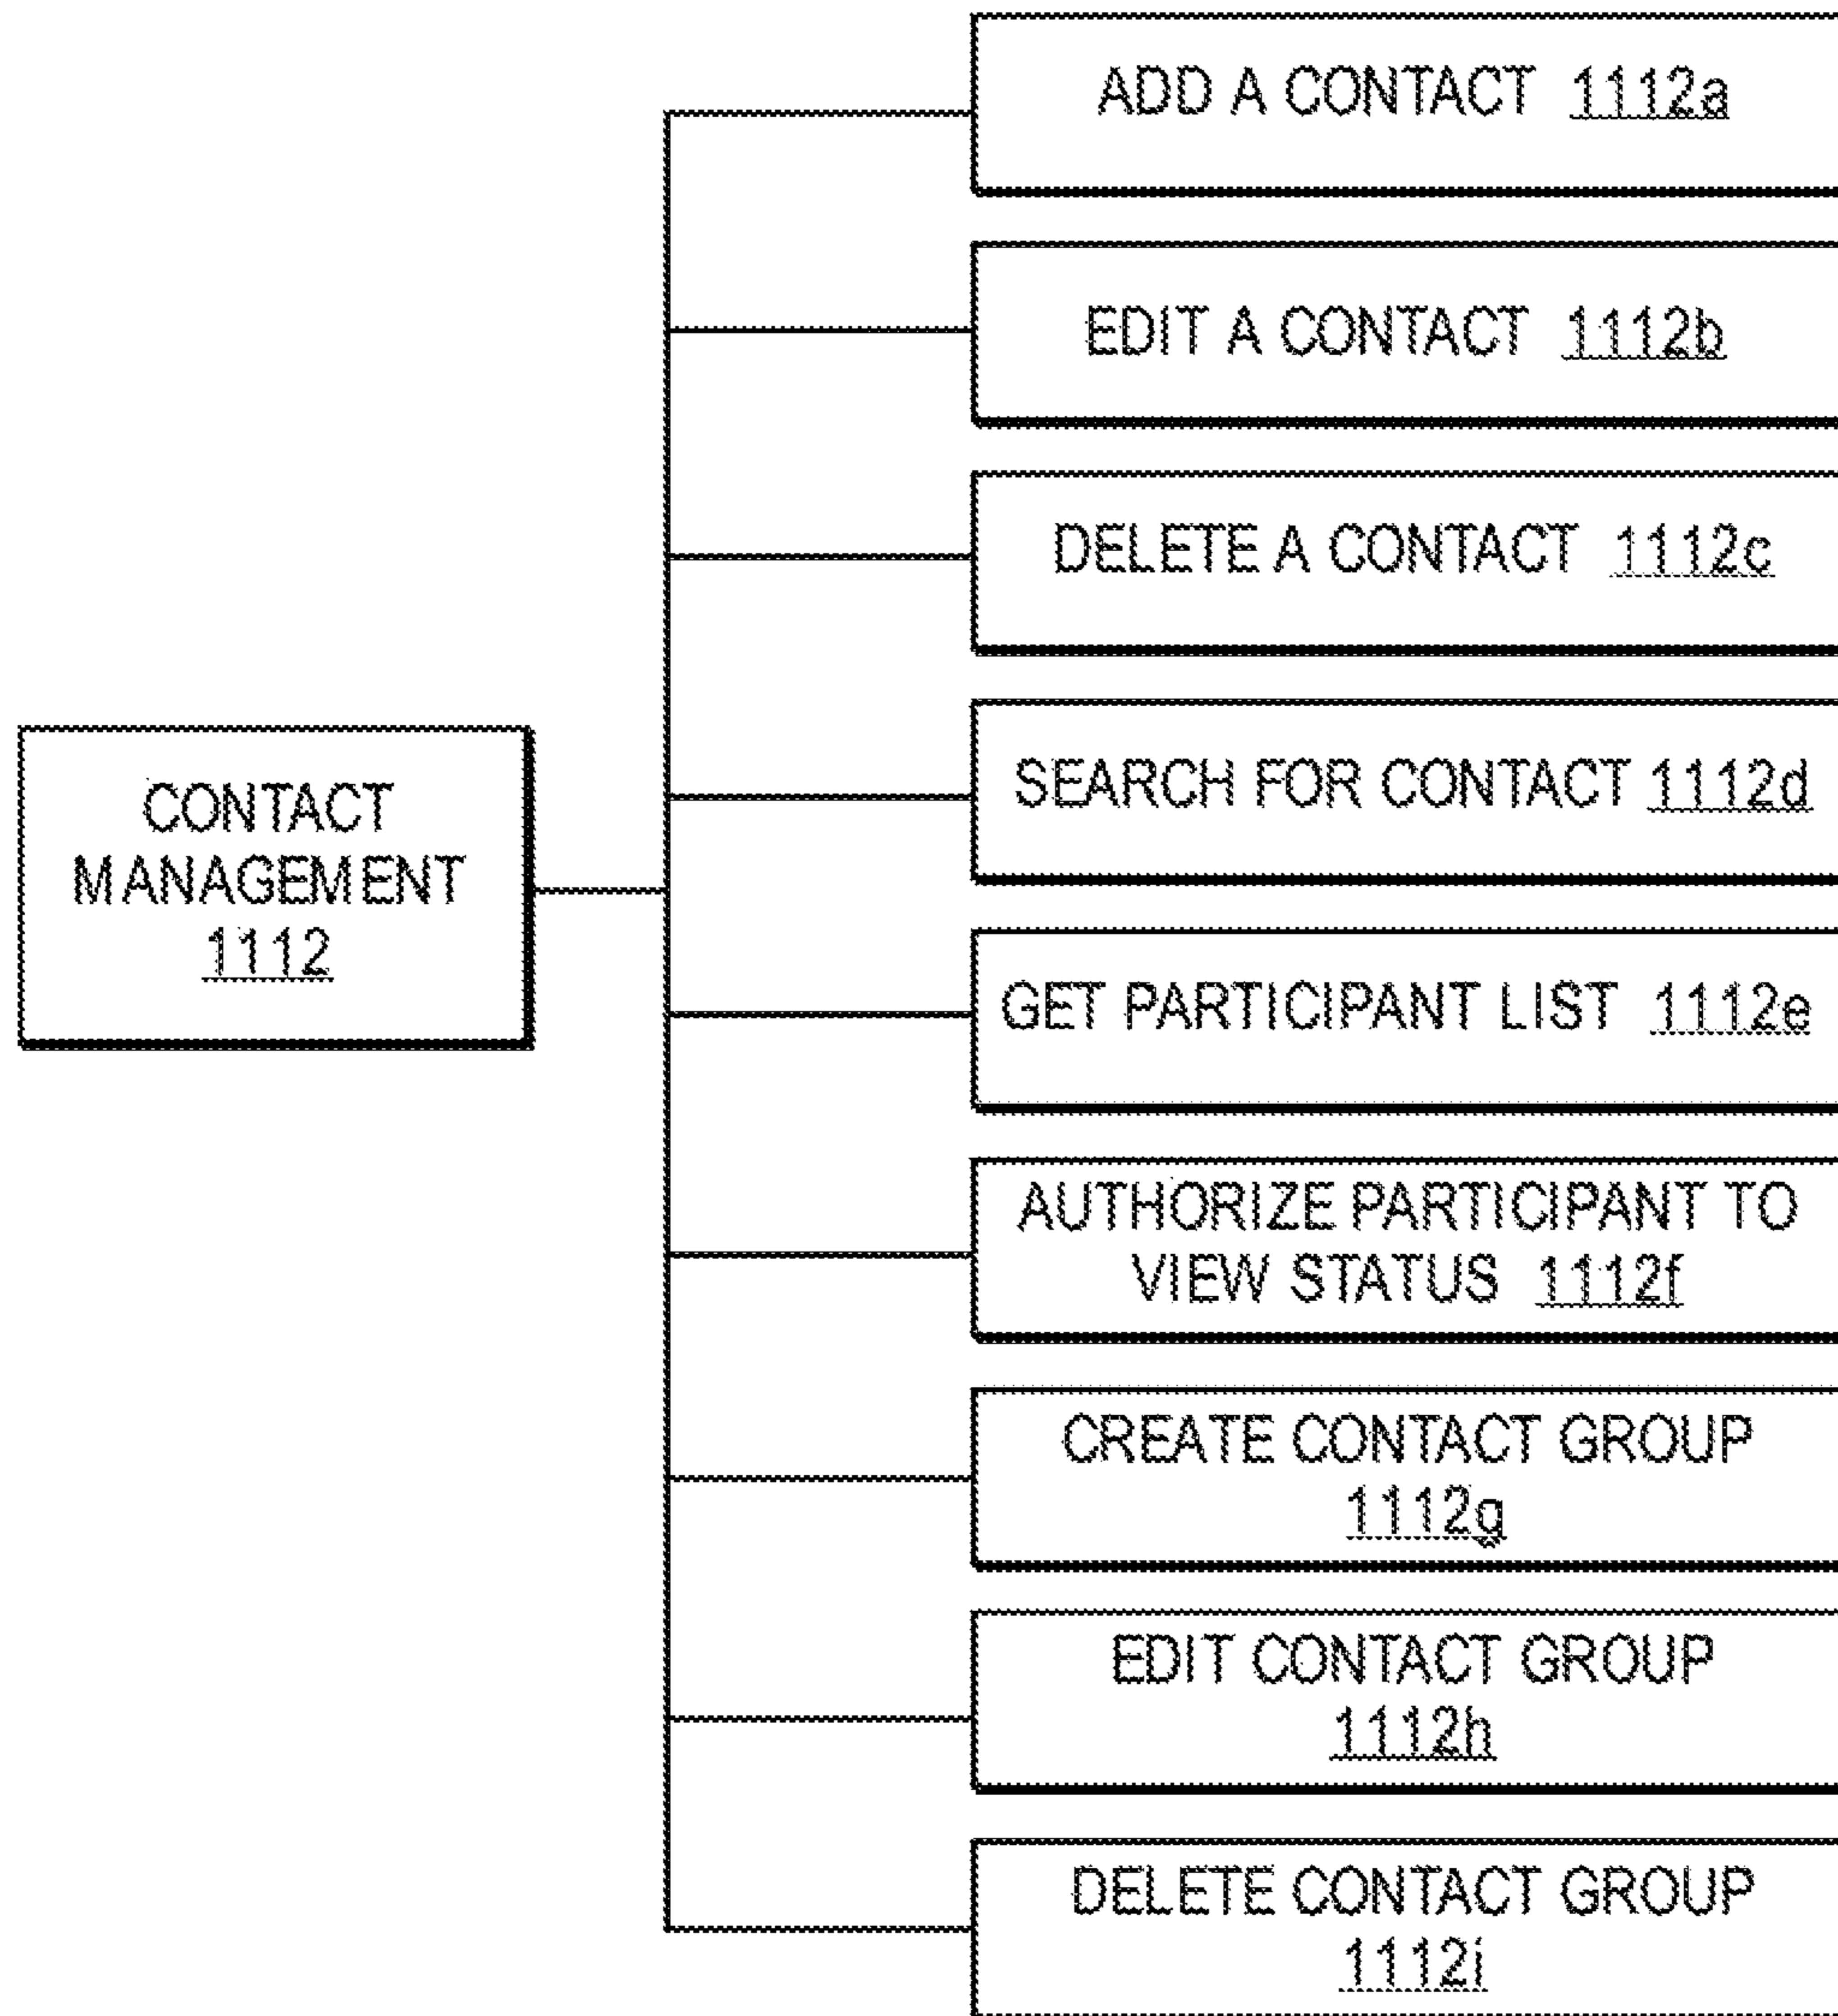 ADD A CONTACT 1112a
EDIT A CONTACT 1112b
DELETE A CONTACT 1112c
SEARCH FOR CONTACT 1112d
CONTACT
MANAGEMENT
1112
GET PARTICIPANT LIST 1112e
AUTHORIZE PARTICIPANT TO
VIEW STATUS 1112f
CREATE CONTACT GROUP
1112g
EDIT CONTACT GROUP
1112h
DELETE CONTACT GROUP
1112i